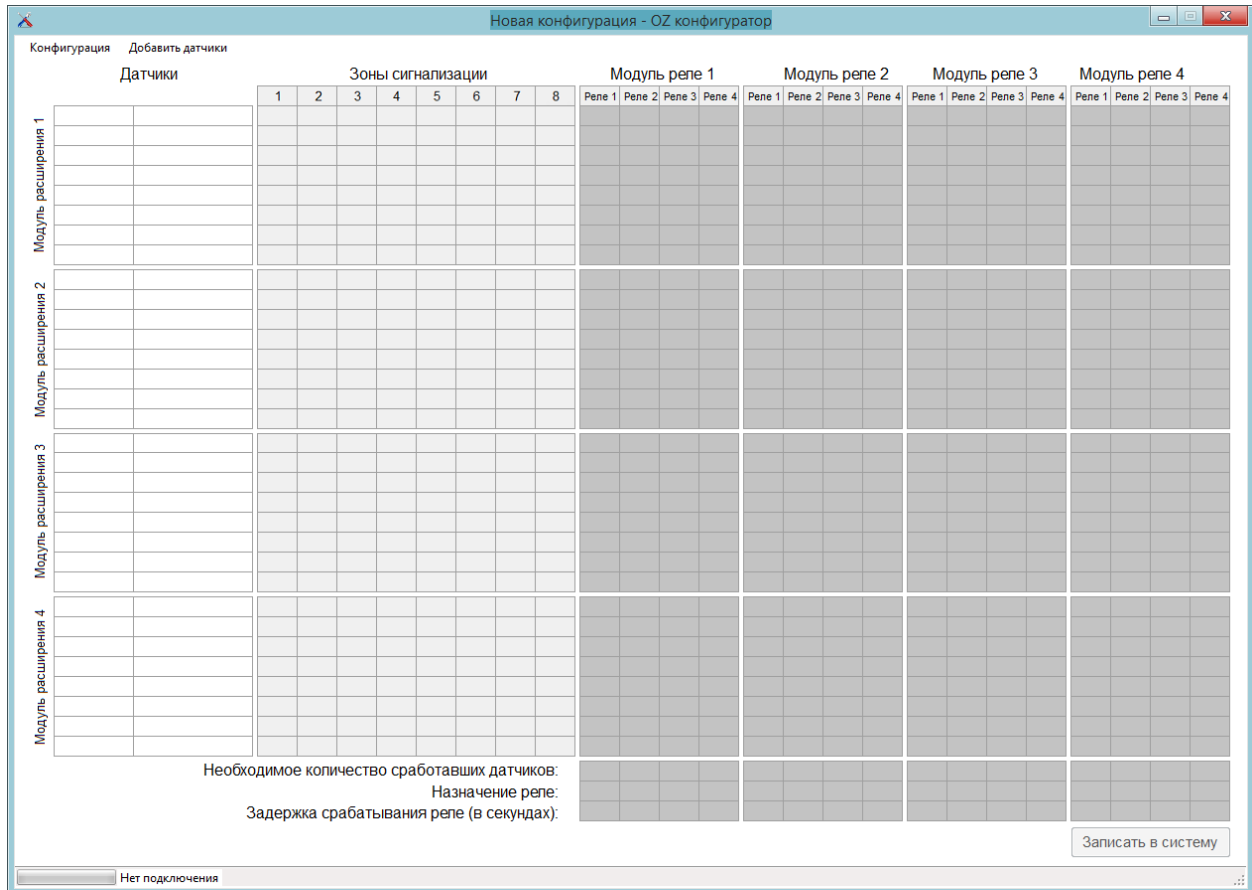 Новая конфигурация - OZ конфигуратор
Конфигурация Добавить датчики
Датчики Зоны сигнализации Модуль реле 1 Модуль реле 2 Модуль реле 3 Модуль реле 4
1 2 3 4 5 6 7 8 Реле 1 Реле 2 Реле 3 Реле 4 Реле 1 Реле 2 Реле 3 Реле 4 Реле 1 Реле 2 Реле 3 Реле 4 Реле 1 Реле 2 Реле 3 Реле 4
Модуль расширения 1
Модуль расширения 2
Модуль расширения 3
Модуль расширения 4
Необходимое количество сработавших датчиков:
Назначение реле:
Задержка срабатывания реле (в секундах):
Записать в систему
Нет подключения